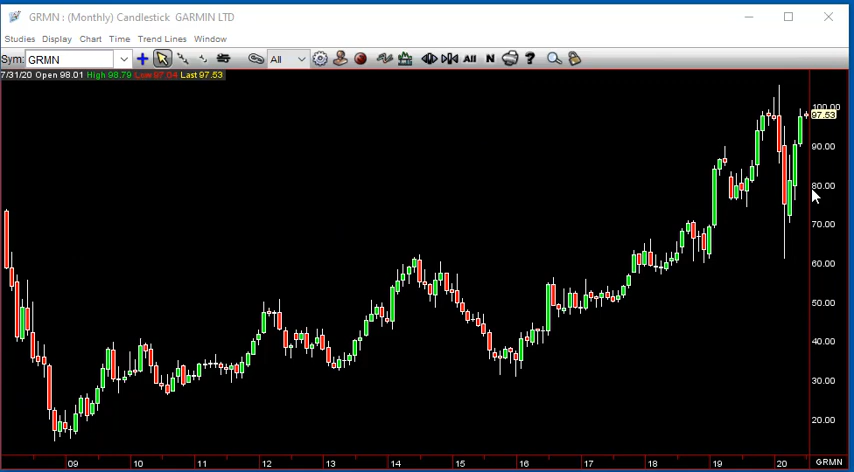 GRMN : (Monthly) Candlestick  GARMIN LTD
Studies  Display  Chart  Time  Trend Lines  Window
Sym: GRMN  All  All  N  ?
7/31/20 Open 98.01 High 98.79 Low 97.04 Last 97.53
100.00
97.53
90.00
80.00
70.00
60.00
50.00
40.00
30.00
20.00
09  10  11  12  13  14  15  16  17  18  19  20  GRMN